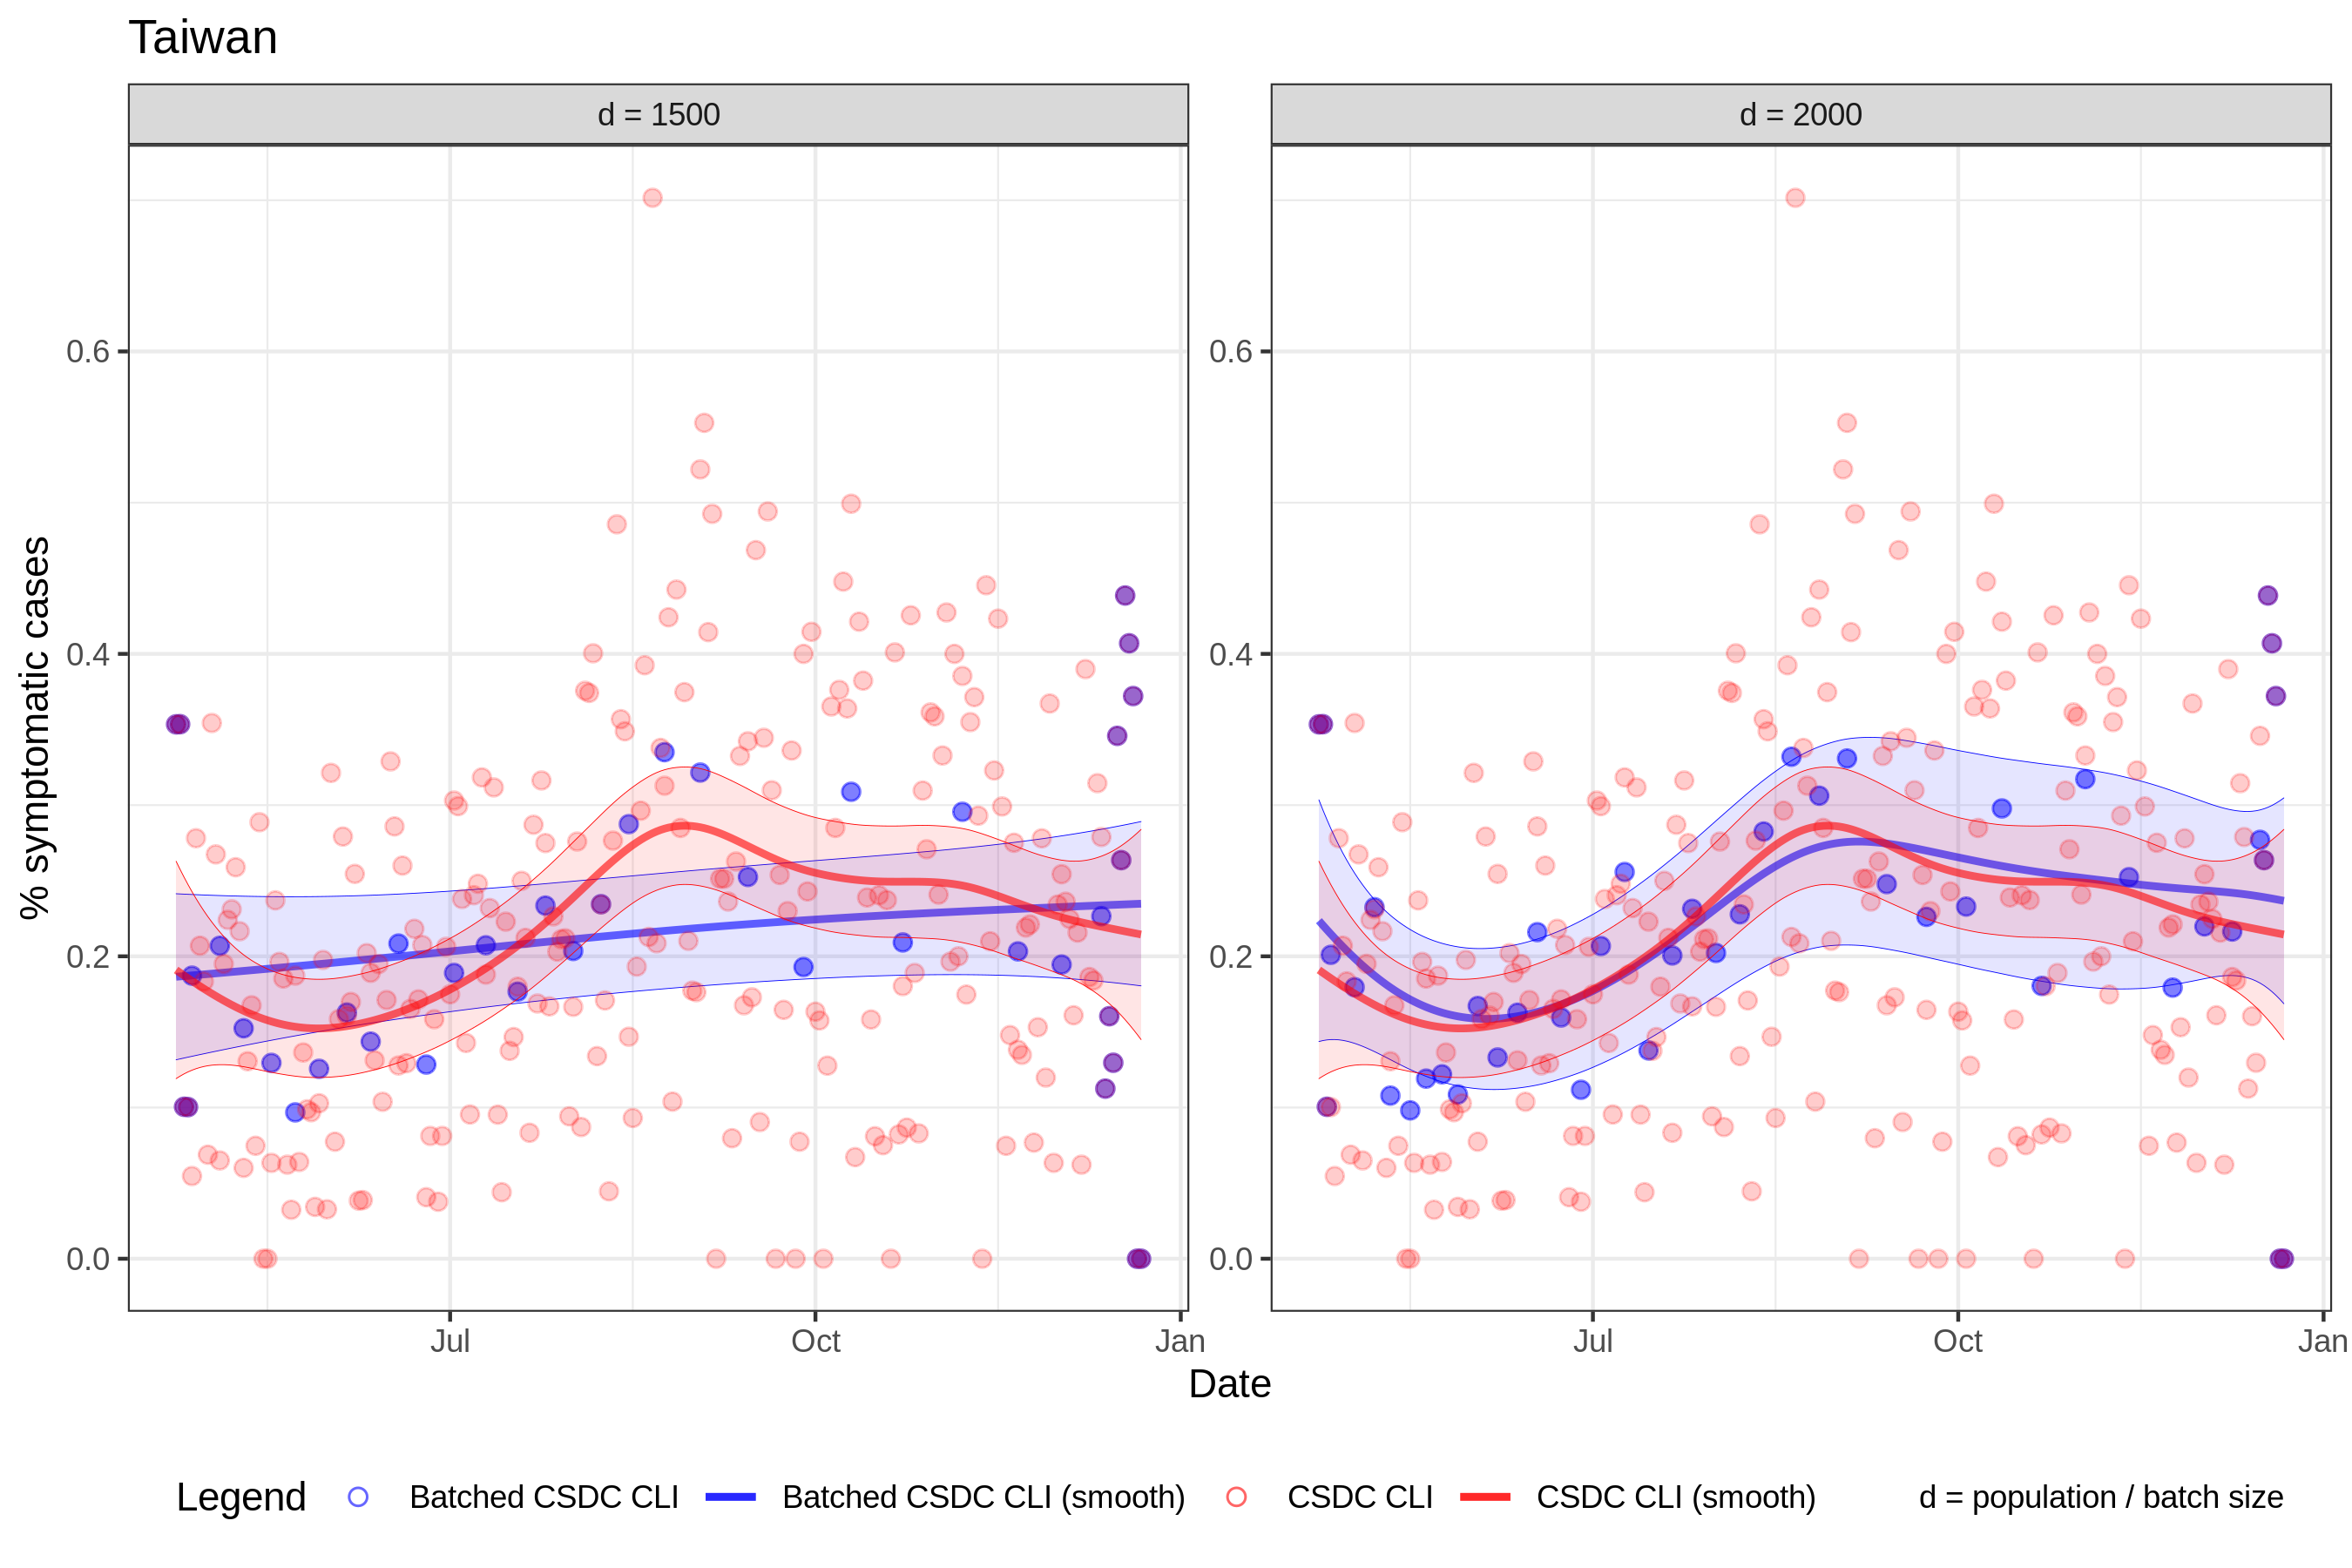 Taiwan
d = 1500
d = 2000
% symptomatic cases
0.6
0.4
0.2
0.0
0.6
0.4
0.2
0.0
Jul
Oct
Jan
Jul
Oct
Jan
Date
Legend
Batched CSDC CLI
Batched CSDC CLI (smooth)
CSDC CLI
CSDC CLI (smooth)
d = population / batch size